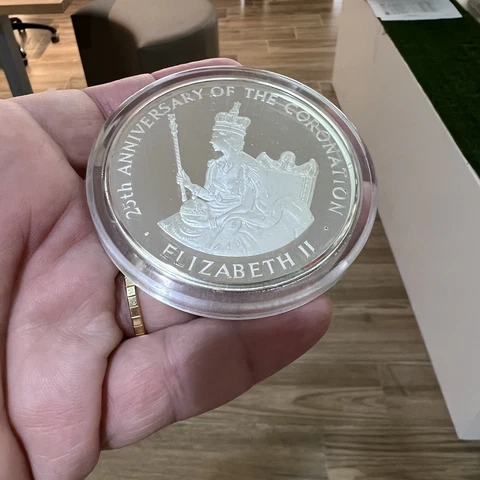 25th ANNIVERSARY OF THE CORONATION
ELIZABETH II